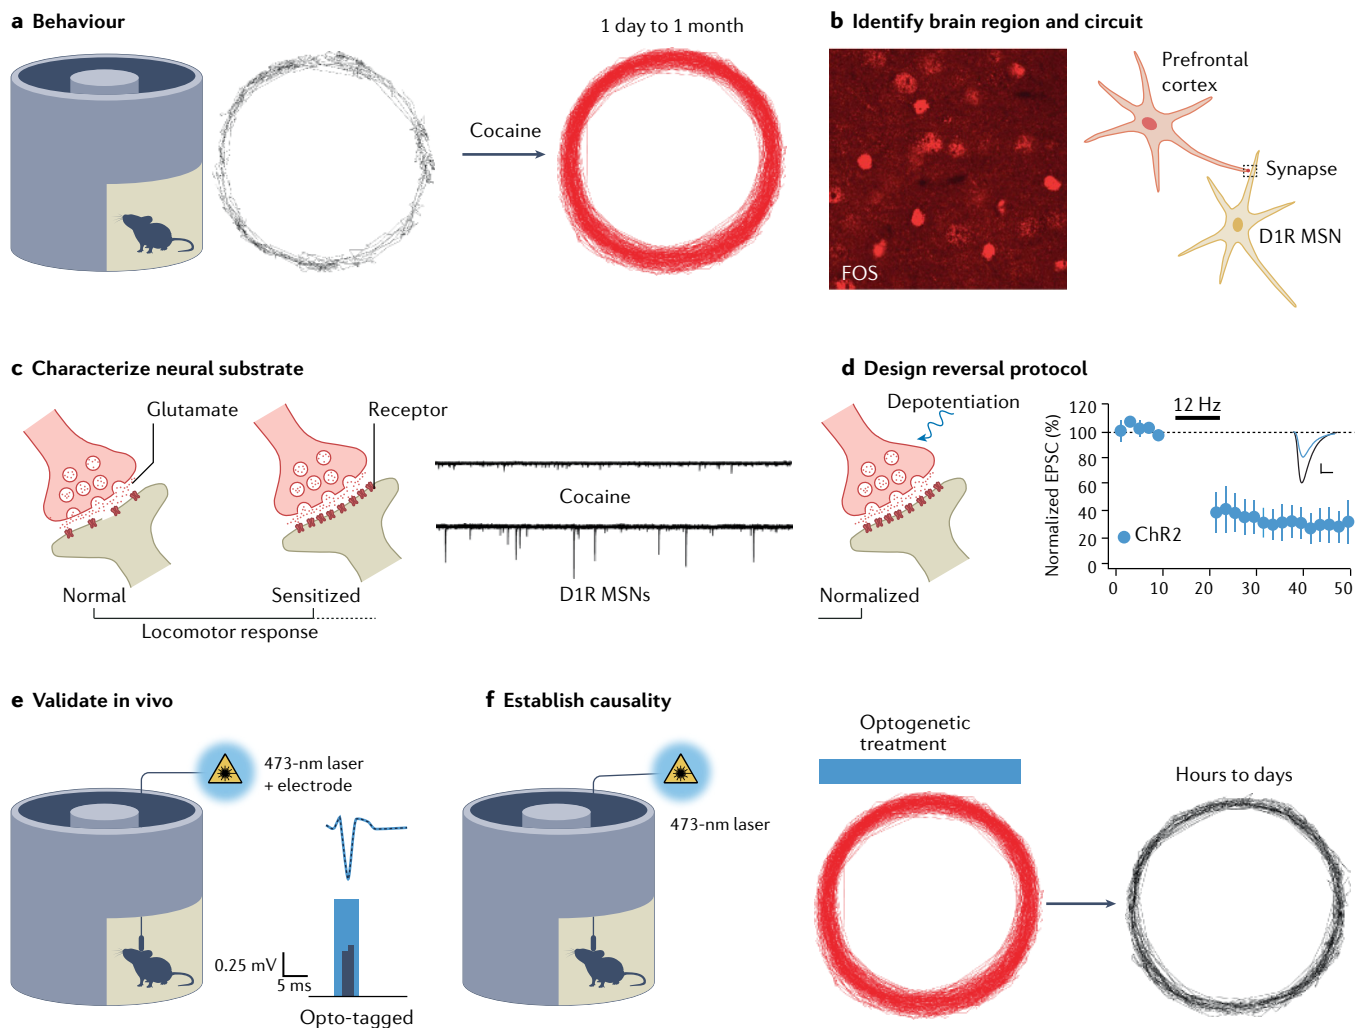 a Behaviour
1 day to 1 month
Cocaine
b Identify brain region and circuit
Prefrontal
cortex
Synapse
D1R MSN
FOS
c Characterize neural substrate
Glutamate
Receptor
Cocaine
D1R MSNs
Normal
Sensitized
Locomotor response
d Design reversal protocol
Depotentiation
Normalized
12 Hz
Normalized EPSC (%)
120
100
80
60
40
20
0
ChR2
0 10 20 30 40 50
e Validate in vivo
473-nm laser
+ electrode
0.25 mV
5 ms
Opto-tagged
f Establish causality
473-nm laser
Optogenetic
treatment
Hours to days